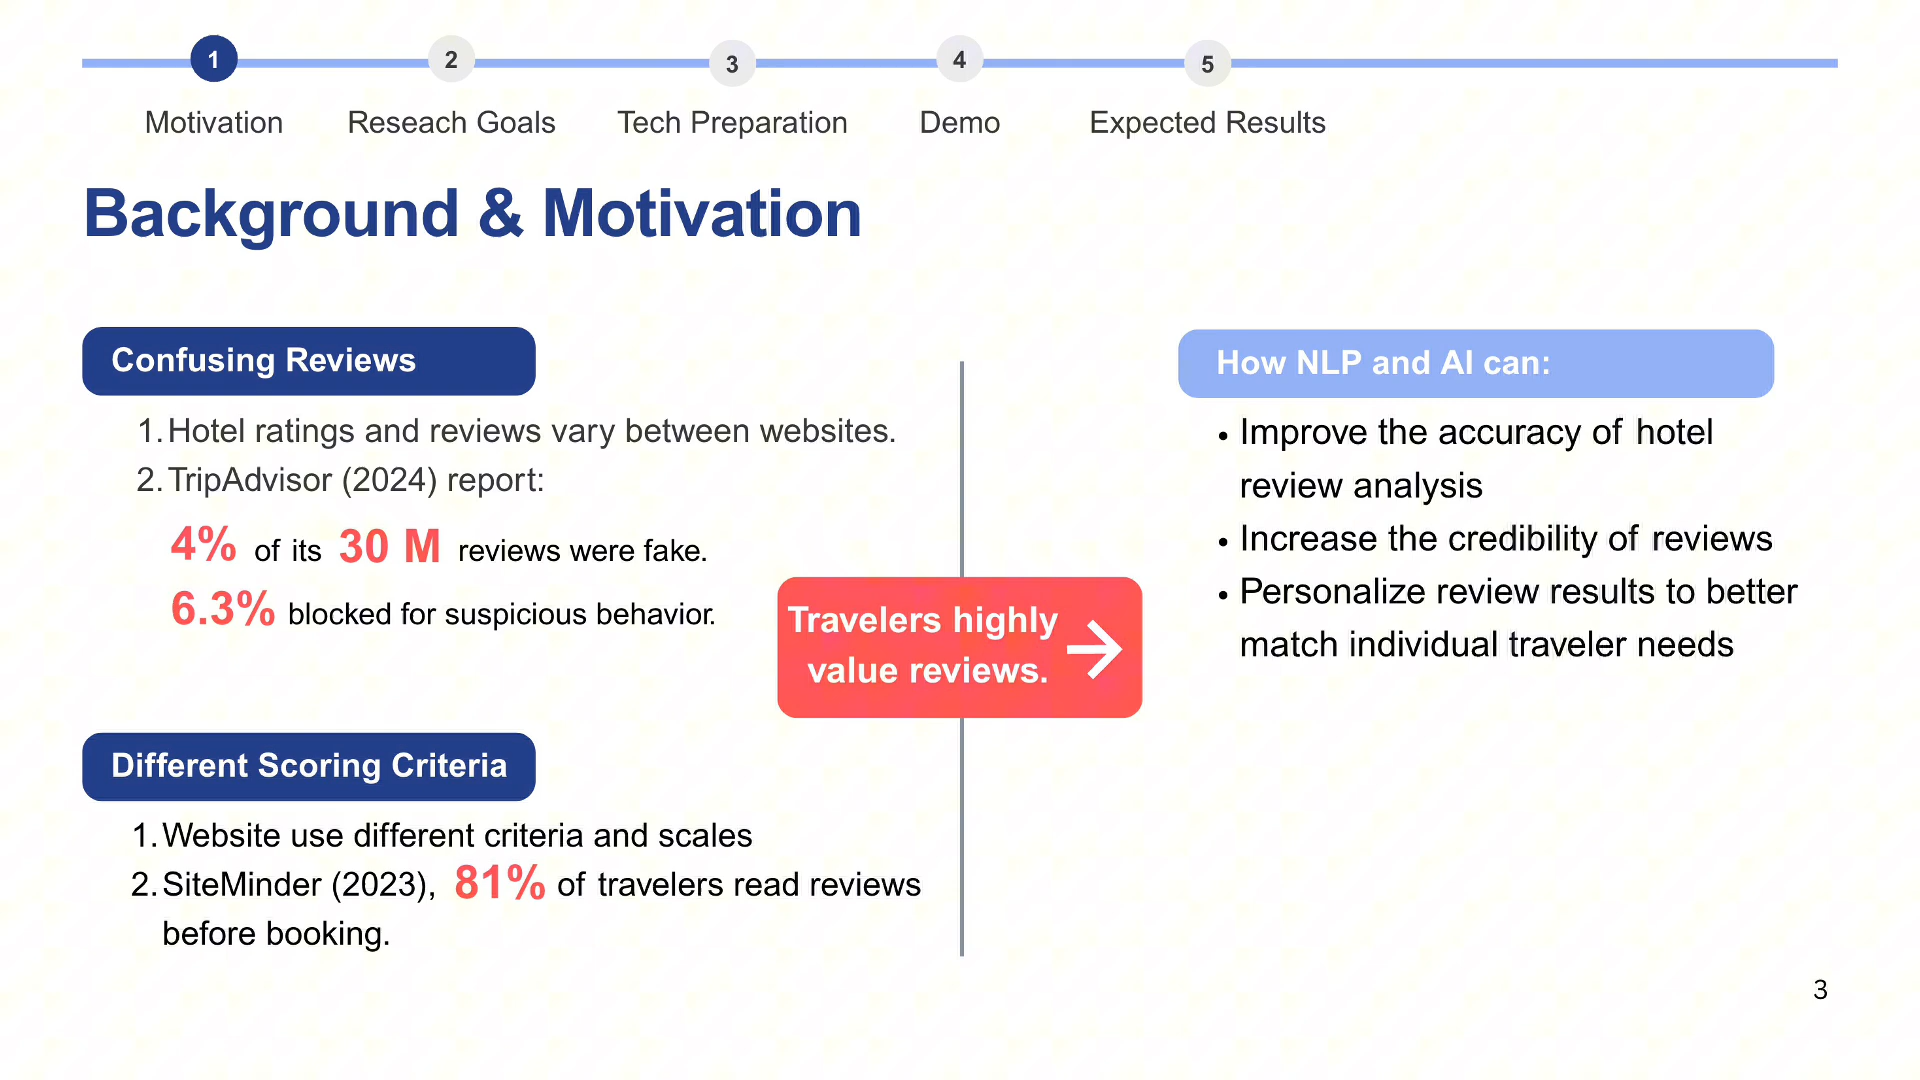 1 2 3 4 5
Motivation Reseach Goals Tech Preparation Demo Expected Results
Background & Motivation
Confusing Reviews
1. Hotel ratings and reviews vary between websites.
2. TripAdvisor (2024) report:
4% of its 30 M reviews were fake.
6.3% blocked for suspicious behavior.
Different Scoring Criteria
1. Website use different criteria and scales
2. SiteMinder (2023), 81% of travelers read reviews
before booking.
Travelers highly
value reviews.
How NLP and AI can:
• Improve the accuracy of hotel
review analysis
• Increase the credibility of reviews
• Personalize review results to better
match individual traveler needs
3